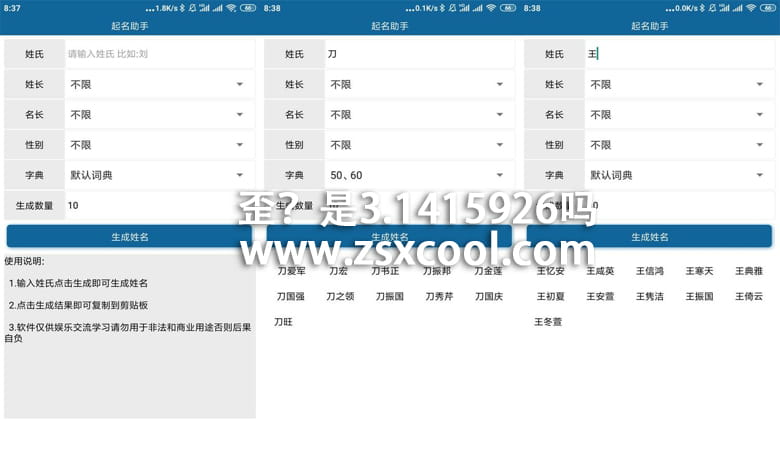 8:37 ...1.8K/s 66
起名助手
姓氏 请输入姓氏 比如:刘
姓长 不限
名长 不限
性别 不限
字典 默认词典
生成数量 10
生成姓名
使用说明:
1.输入姓氏点击生成即可生成姓名
2.点击生成结果即可复制到剪贴板
3.软件仅供娱乐交流学习请勿用于非法和商业用途否则后果
自负
8:38 ...0.1K/s 66
起名助手
姓氏 刀
姓长 不限
名长 不限
性别 不限
字典 50、60
生成数量 10
生成姓名
刀爱军 刀宏 刀书正 刀振邦 刀金莲
刀国强 刀之领 刀振国 刀秀芹 刀国庆
刀旺
8:38 ...0.0K/s 66
起名助手
姓氏 王
姓长 不限
名长 不限
性别 不限
字典 默认词典
生成数量
生成姓名
王忆安 王咸英 王信鸿 王寒天 王典雅
王初夏 王安萱 王隽洁 王振国 王倚云
王冬萱
歪？是3.1415926吗
www.zsxcool.com